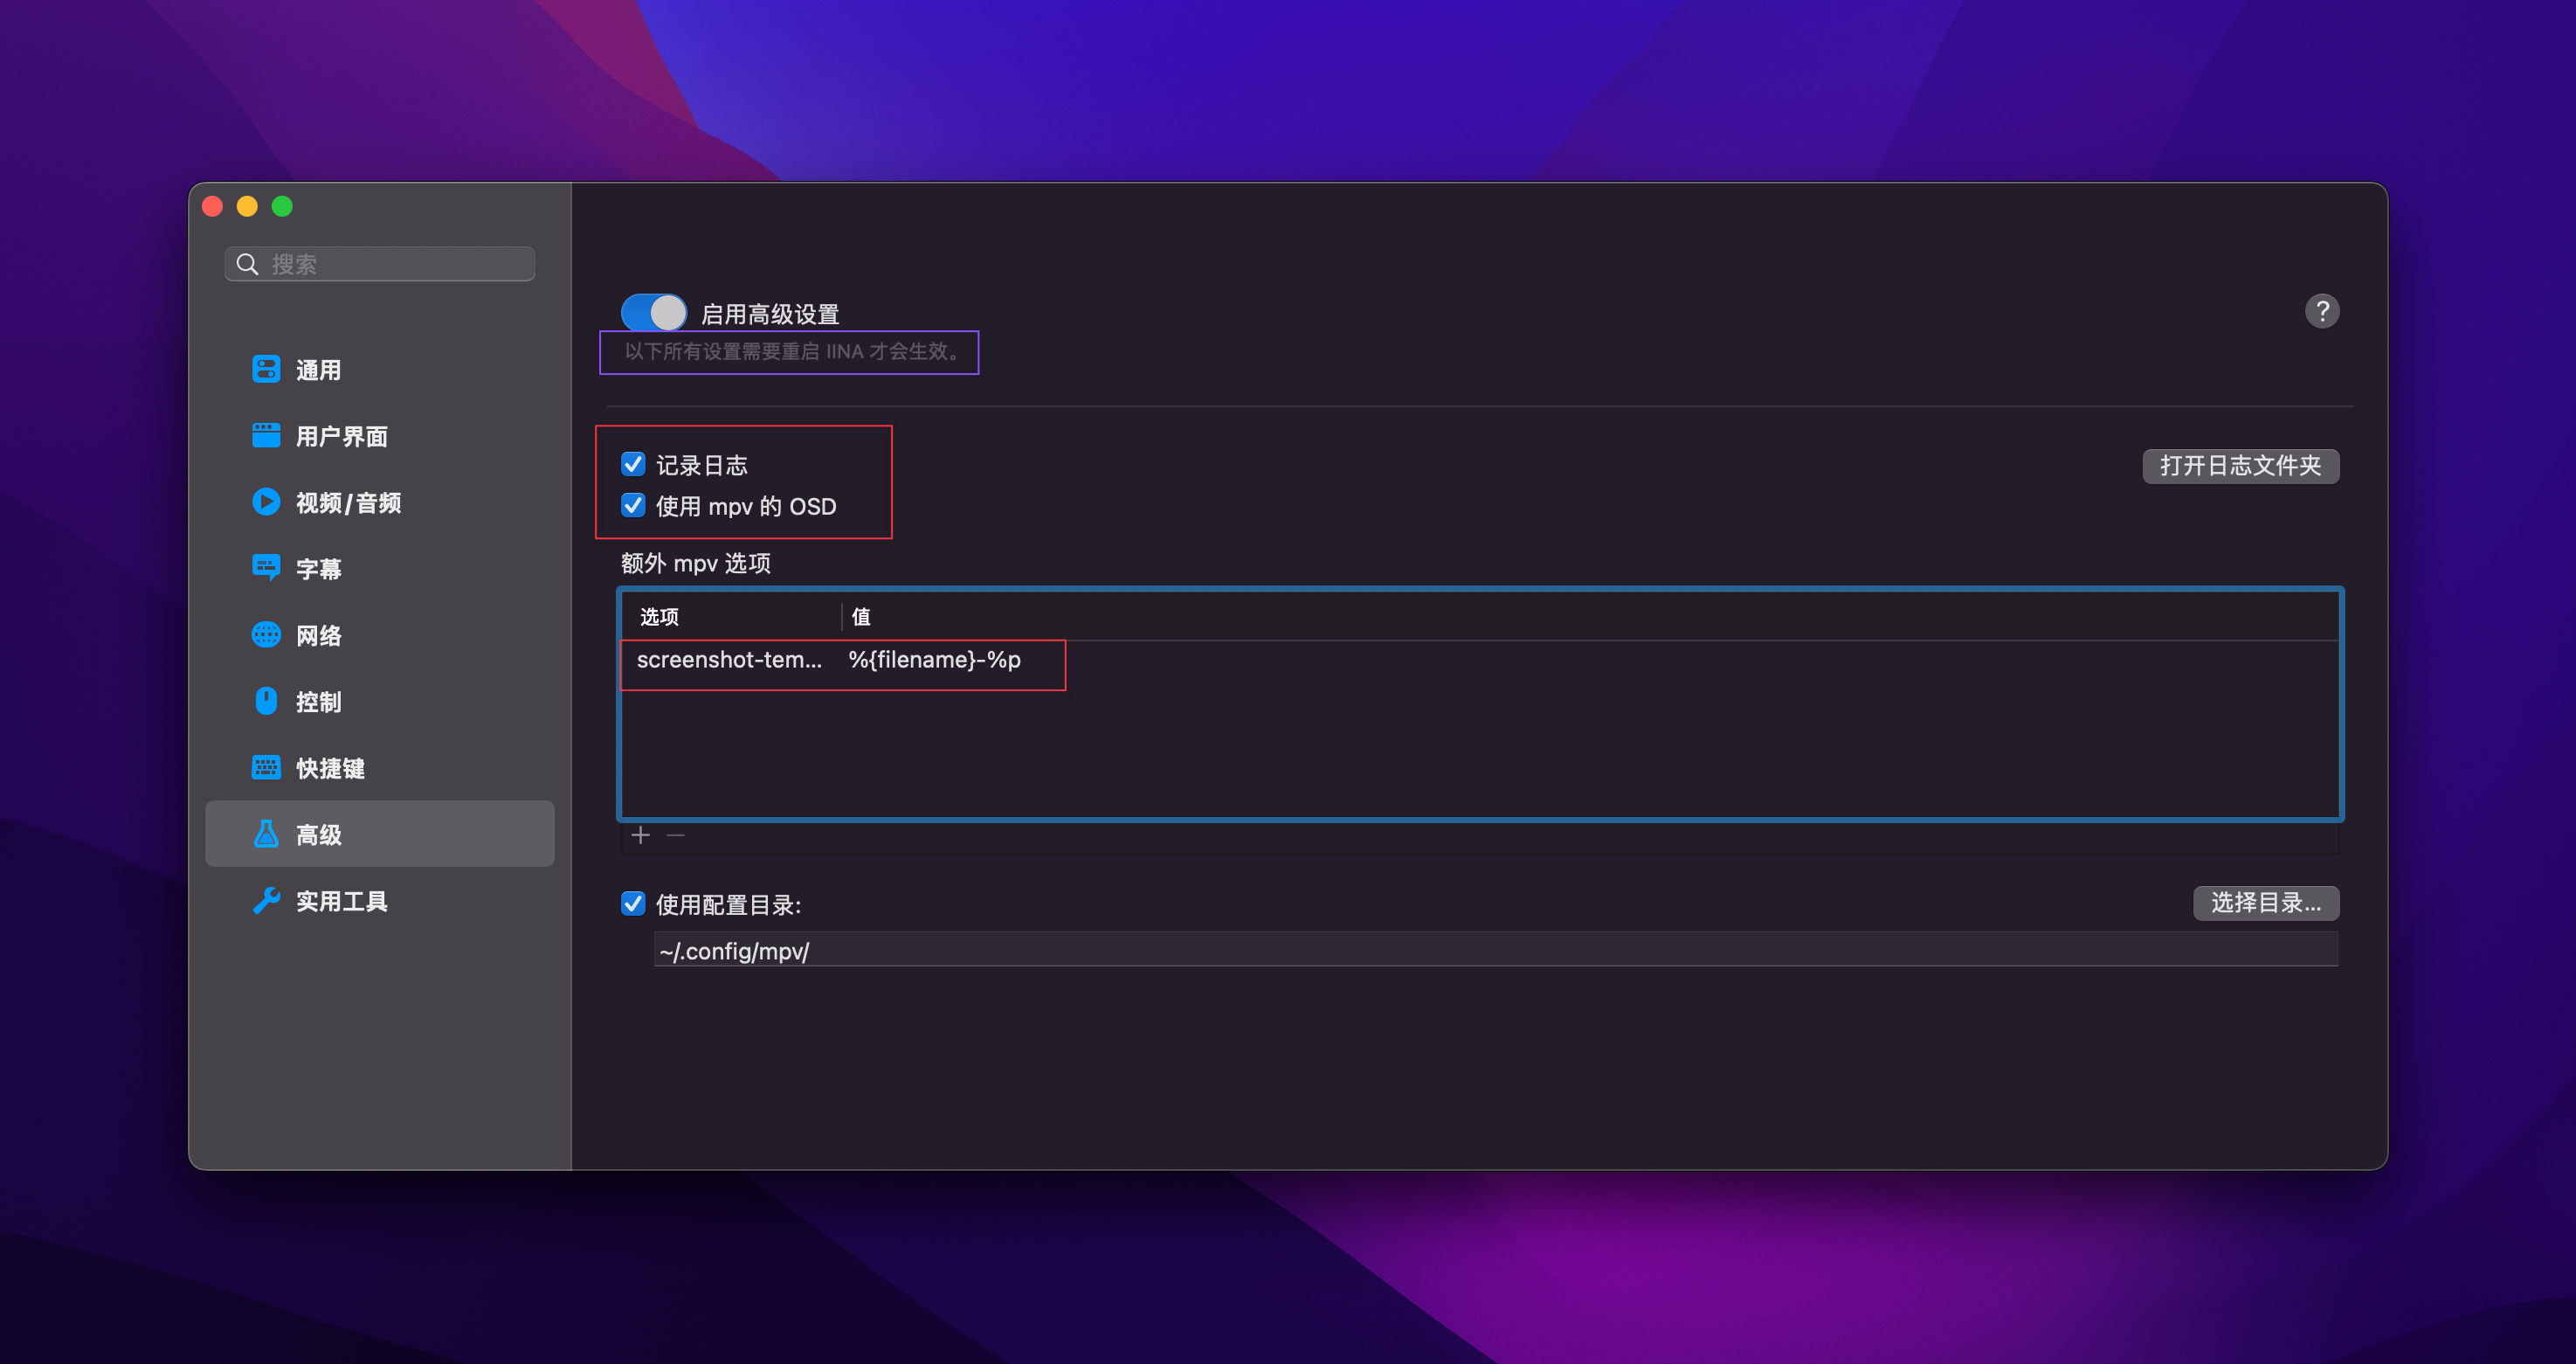 搜索
通用
用户界面
视频/音频
字幕
网络
控制
快捷键
高级
实用工具
启用高级设置
?
以下所有设置需要重启 IINA 才会生效。
记录日志
打开日志文件夹
使用 mpv 的 OSD
额外 mpv 选项
选项 值
screenshot-tem... %{filename}-%p
使用配置目录:
选择目录...
~/.config/mpv/